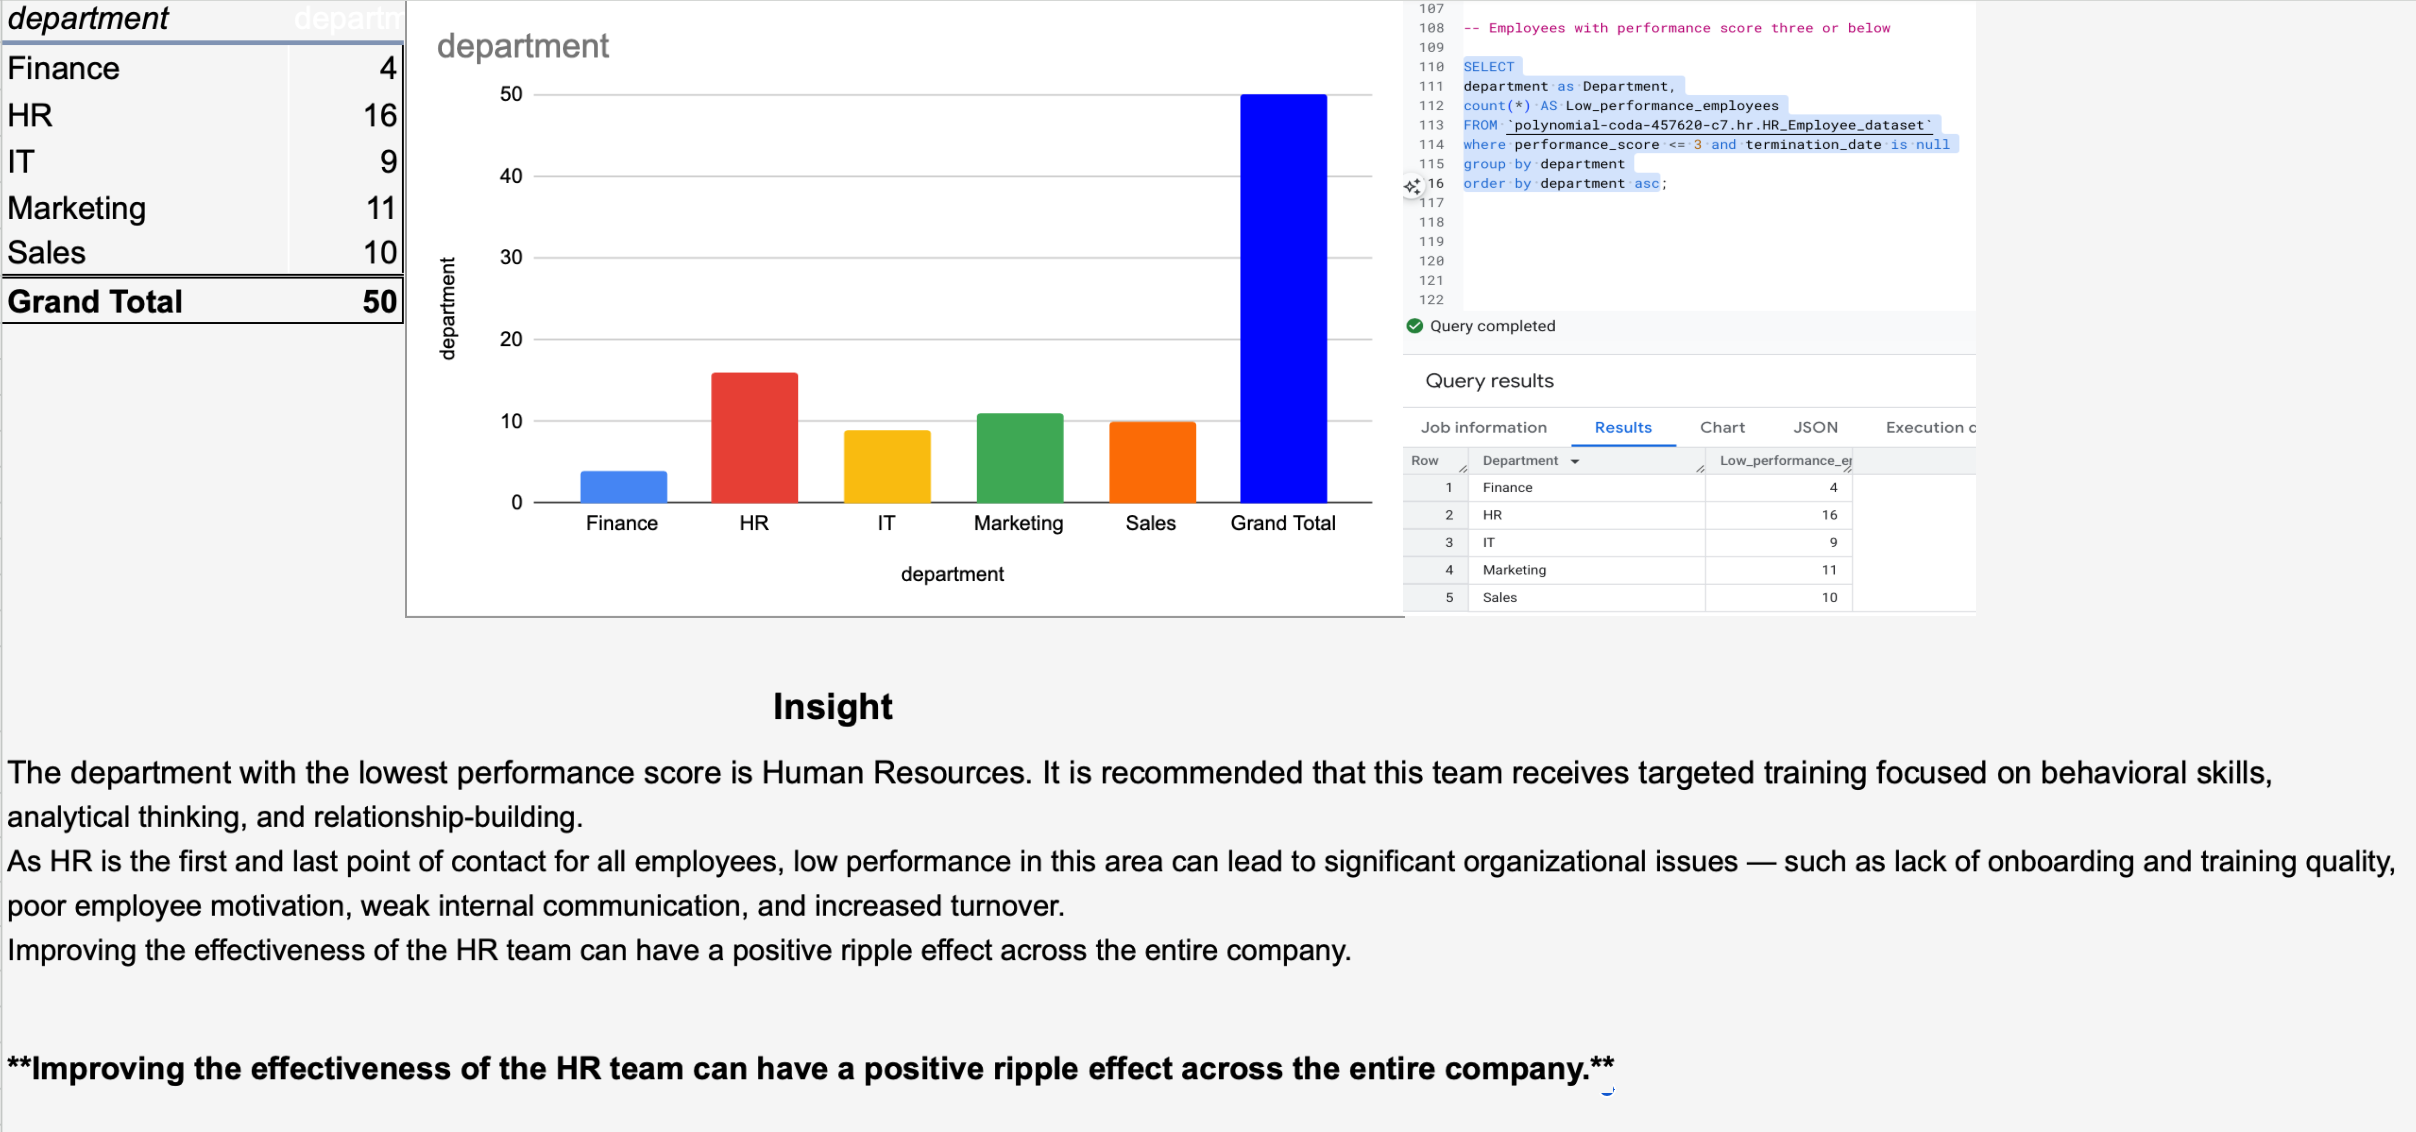 department departm
Finance 4
HR 16
IT 9
Marketing 11
Sales 10
Grand Total 50
department
50
40
30
20
10
0
department
Finance HR IT Marketing Sales Grand Total
department
107
108 -- Employees with performance score three or below
109
110 SELECT
111 department as Department,
112 count(*) AS Low_performance_employees
113 FROM `polynomial-coda-457620-c7.hr.HR_Employee_dataset`
114 where performance_score <= 3 and termination_date is null
115 group by department
16 order by department asc;
117
118
119
120
121
122
Query completed
Query results
Job information Results Chart JSON Execution
Row Department Low_performance_e
1 Finance 4
2 HR 16
3 IT 9
4 Marketing 11
5 Sales 10
Insight
The department with the lowest performance score is Human Resources. It is recommended that this team receives targeted training focused on behavioral skills,
analytical thinking, and relationship-building.
As HR is the first and last point of contact for all employees, low performance in this area can lead to significant organizational issues — such as lack of onboarding and training quality,
poor employee motivation, weak internal communication, and increased turnover.
Improving the effectiveness of the HR team can have a positive ripple effect across the entire company.
**Improving the effectiveness of the HR team can have a positive ripple effect across the entire company.**